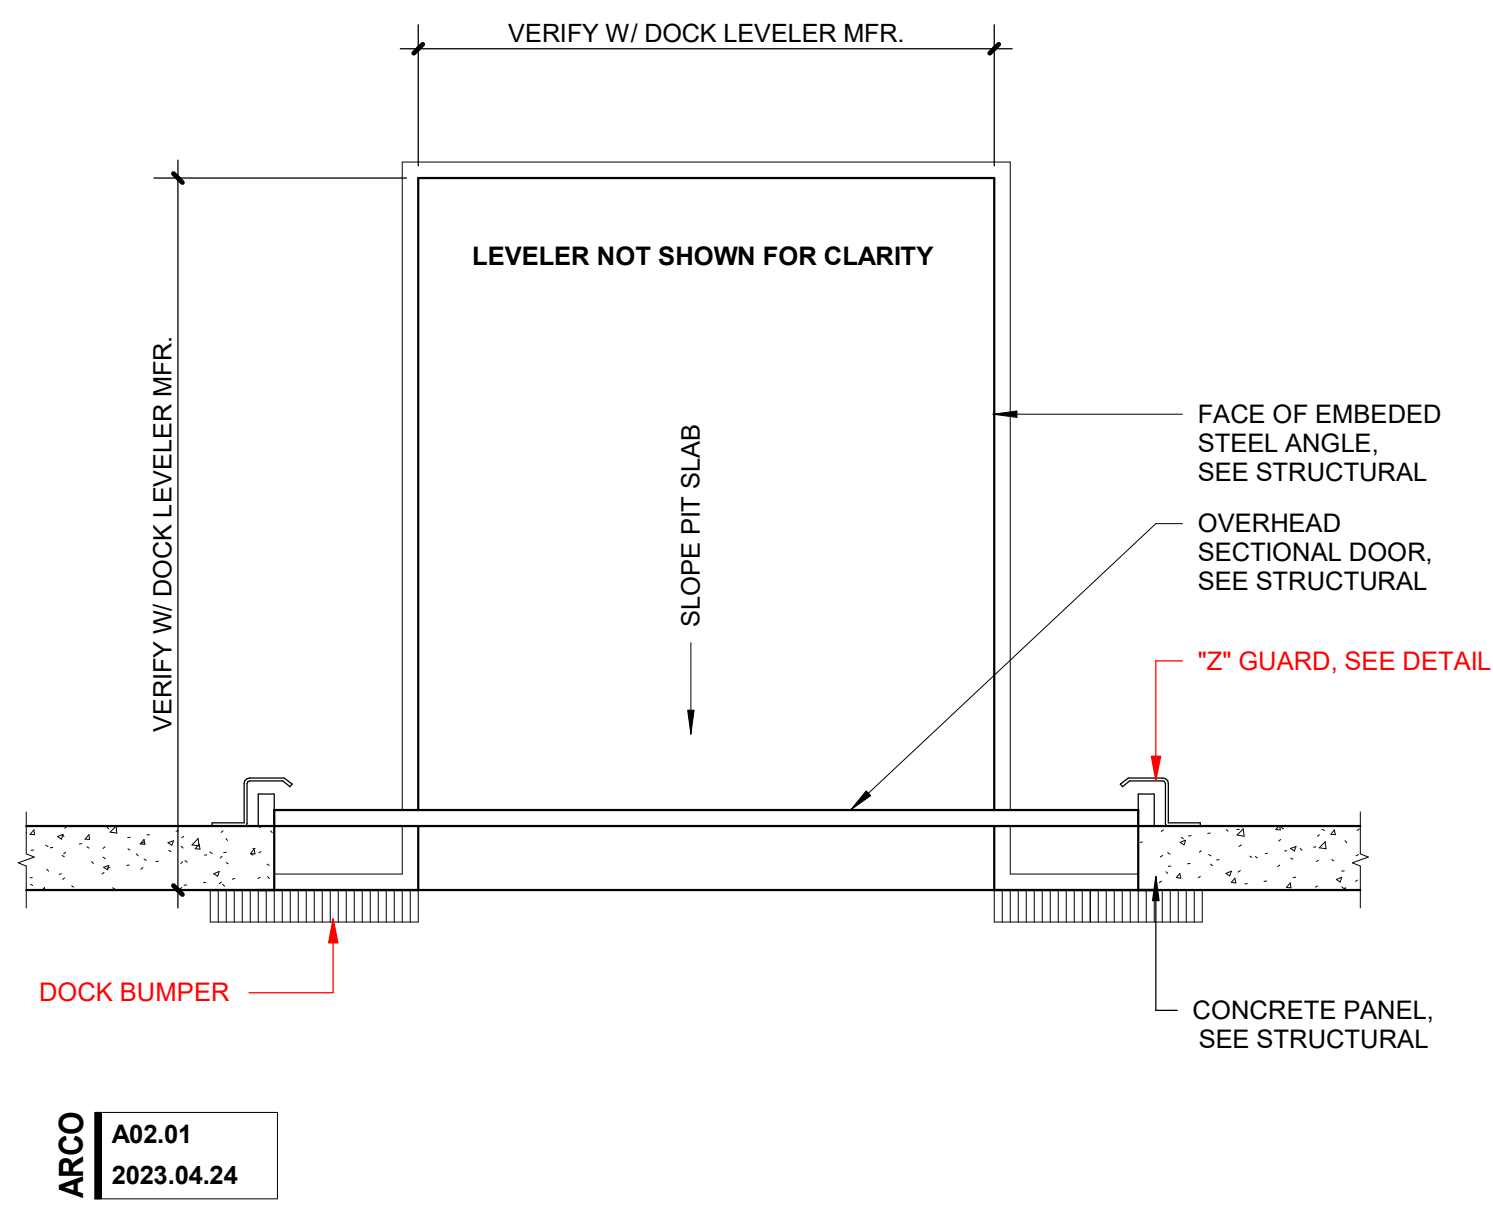 VERIFY W/ DOCK LEVELER MFR.
LEVELER NOT SHOWN FOR CLARITY
VERIFY W/ DOCK LEVELER MFR.
SLOPE PIT SLAB
FACE OF EMBEDED
STEEL ANGLE,
SEE STRUCTURAL
OVERHEAD
SECTIONAL DOOR,
SEE STRUCTURAL
"Z" GUARD, SEE DETAIL
DOCK BUMPER
CONCRETE PANEL,
SEE STRUCTURAL
ARCO
A02.01
2023.04.24